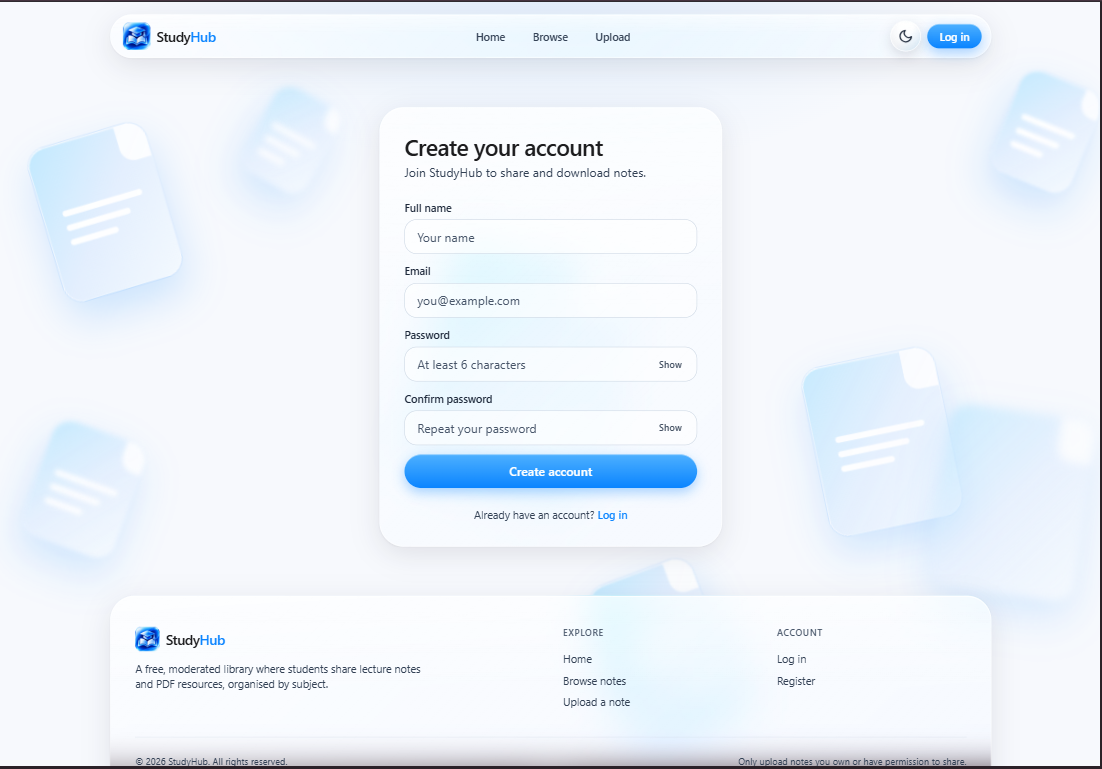 StudyHub
Home Browse Upload
Log in
Create your account
Join StudyHub to share and download notes.
Full name
Your name
Email
you@example.com
Password
At least 6 characters Show
Confirm password
Repeat your password Show
Create account
Already have an account? Log in
StudyHub
A free, moderated library where students share lecture notes
and PDF resources, organised by subject.
EXPLORE
Home
Browse notes
Upload a note
ACCOUNT
Log in
Register
© 2026 StudyHub. All rights reserved.
Only upload notes you own or have permission to share.